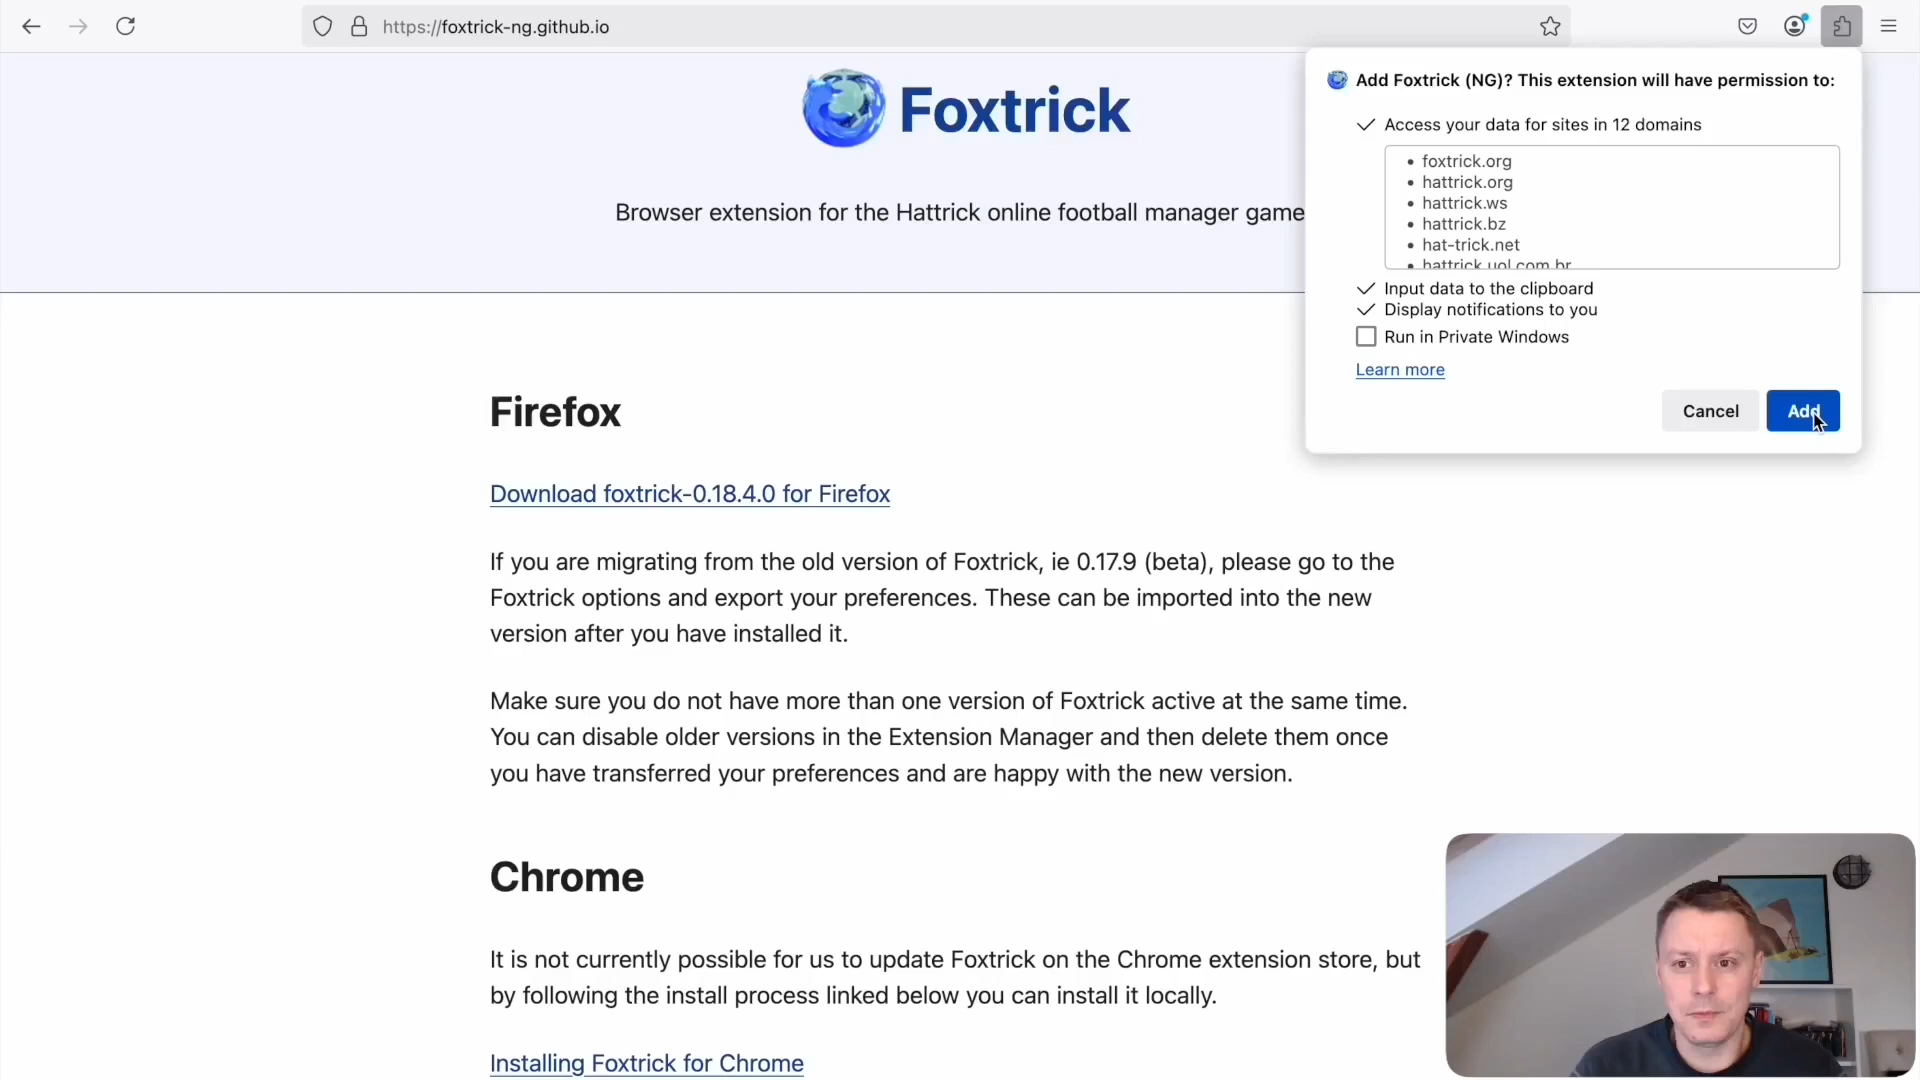 https://foxtrick-ng.github.io
Foxtrick
Browser extension for the Hattrick online football manager game
Add Foxtrick (NG)? This extension will have permission to:
Access your data for sites in 12 domains
• foxtrick.org
• hattrick.org
• hattrick.ws
• hattrick.bz
• hat-trick.net
• hattrick.uol.com.br
Input data to the clipboard
Display notifications to you
Run in Private Windows
Learn more
Cancel
Add
Firefox
Download foxtrick-0.18.4.0 for Firefox
If you are migrating from the old version of Foxtrick, ie 0.17.9 (beta), please go to the
Foxtrick options and export your preferences. These can be imported into the new
version after you have installed it.
Make sure you do not have more than one version of Foxtrick active at the same time.
You can disable older versions in the Extension Manager and then delete them once
you have transferred your preferences and are happy with the new version.
Chrome
It is not currently possible for us to update Foxtrick on the Chrome extension store, but
by following the install process linked below you can install it locally.
Installing Foxtrick for Chrome